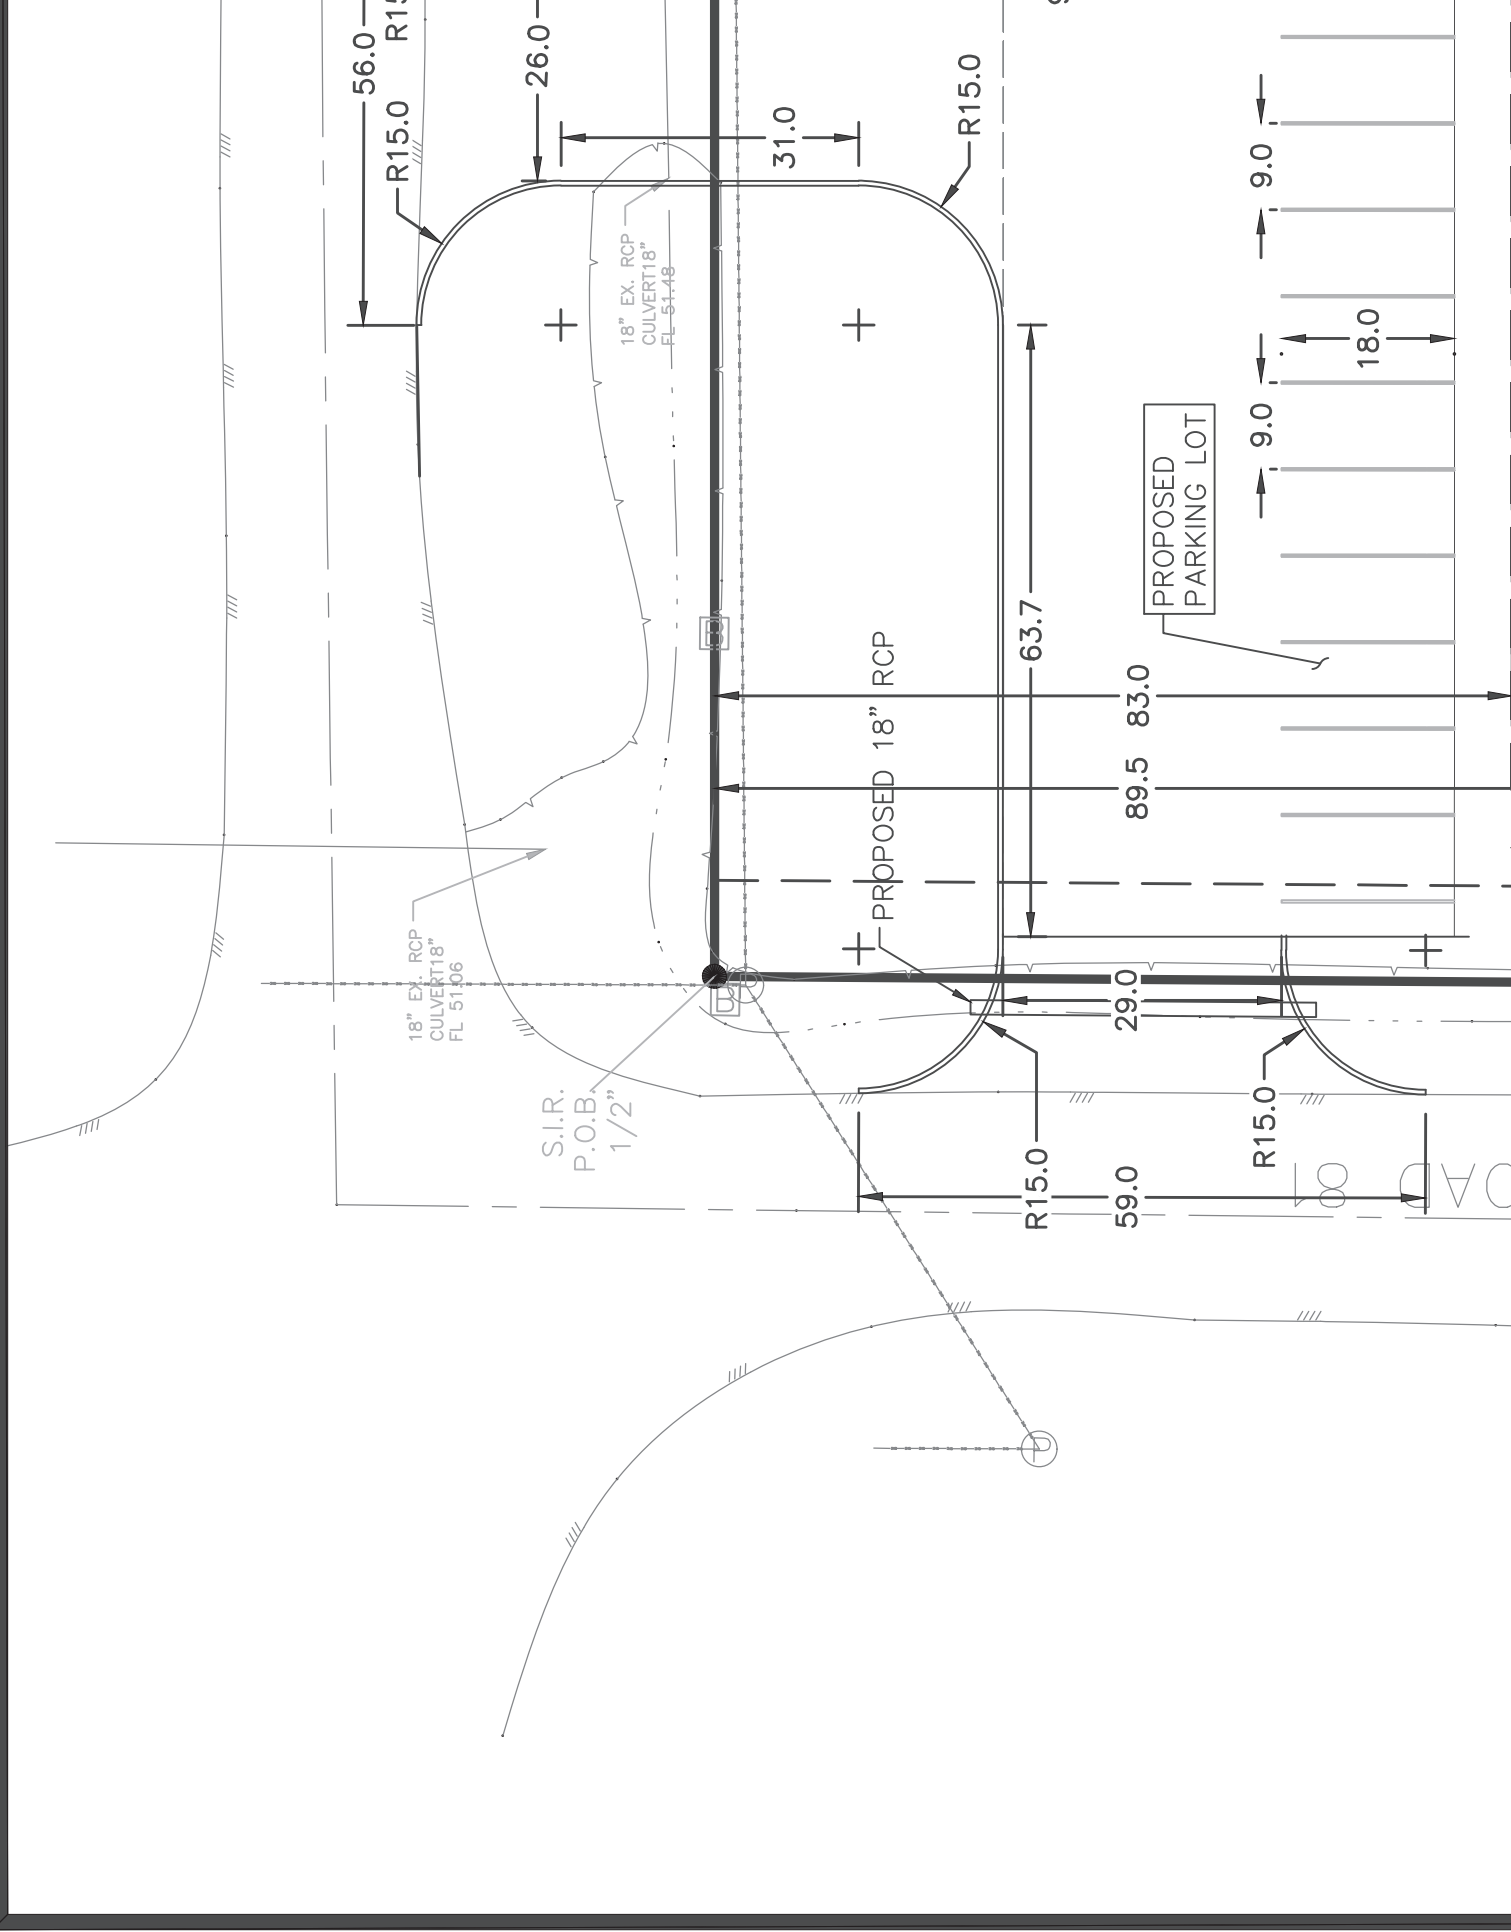 56.0
R15.0
26.0
31.0
R15.0
9.0
18" EX. RCP
CULVERT18"
FL 51.48
18.0
9.0
PROPOSED
PARKING LOT
B
63.7
83.0
PROPOSED 18" RCP
89.5
18" EX. RCP
CULVERT18"
FL 51.06
B
P
29.0
S.I.R.
P.O.B.
1/2"
R15.0
R15.0
59.0
P